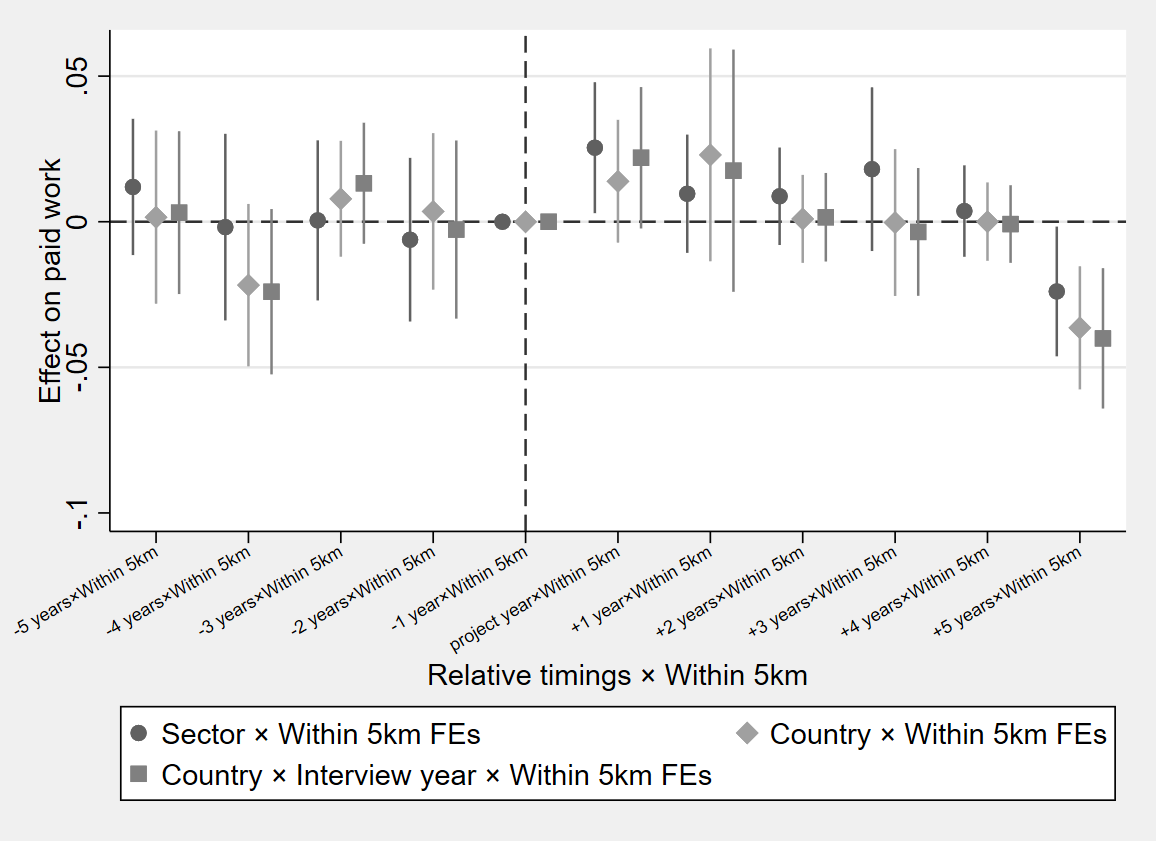 Effect on paid work
.05
0
-.05
-.1
-5 years×Within 5km
-4 years×Within 5km
-3 years×Within 5km
-2 years×Within 5km
-1 year×Within 5km
project year×Within 5km
+1 year×Within 5km
+2 years×Within 5km
+3 years×Within 5km
+4 years×Within 5km
+5 years×Within 5km
Relative timings × Within 5km
Sector × Within 5km FEs
Country × Within 5km FEs
Country × Interview year × Within 5km FEs